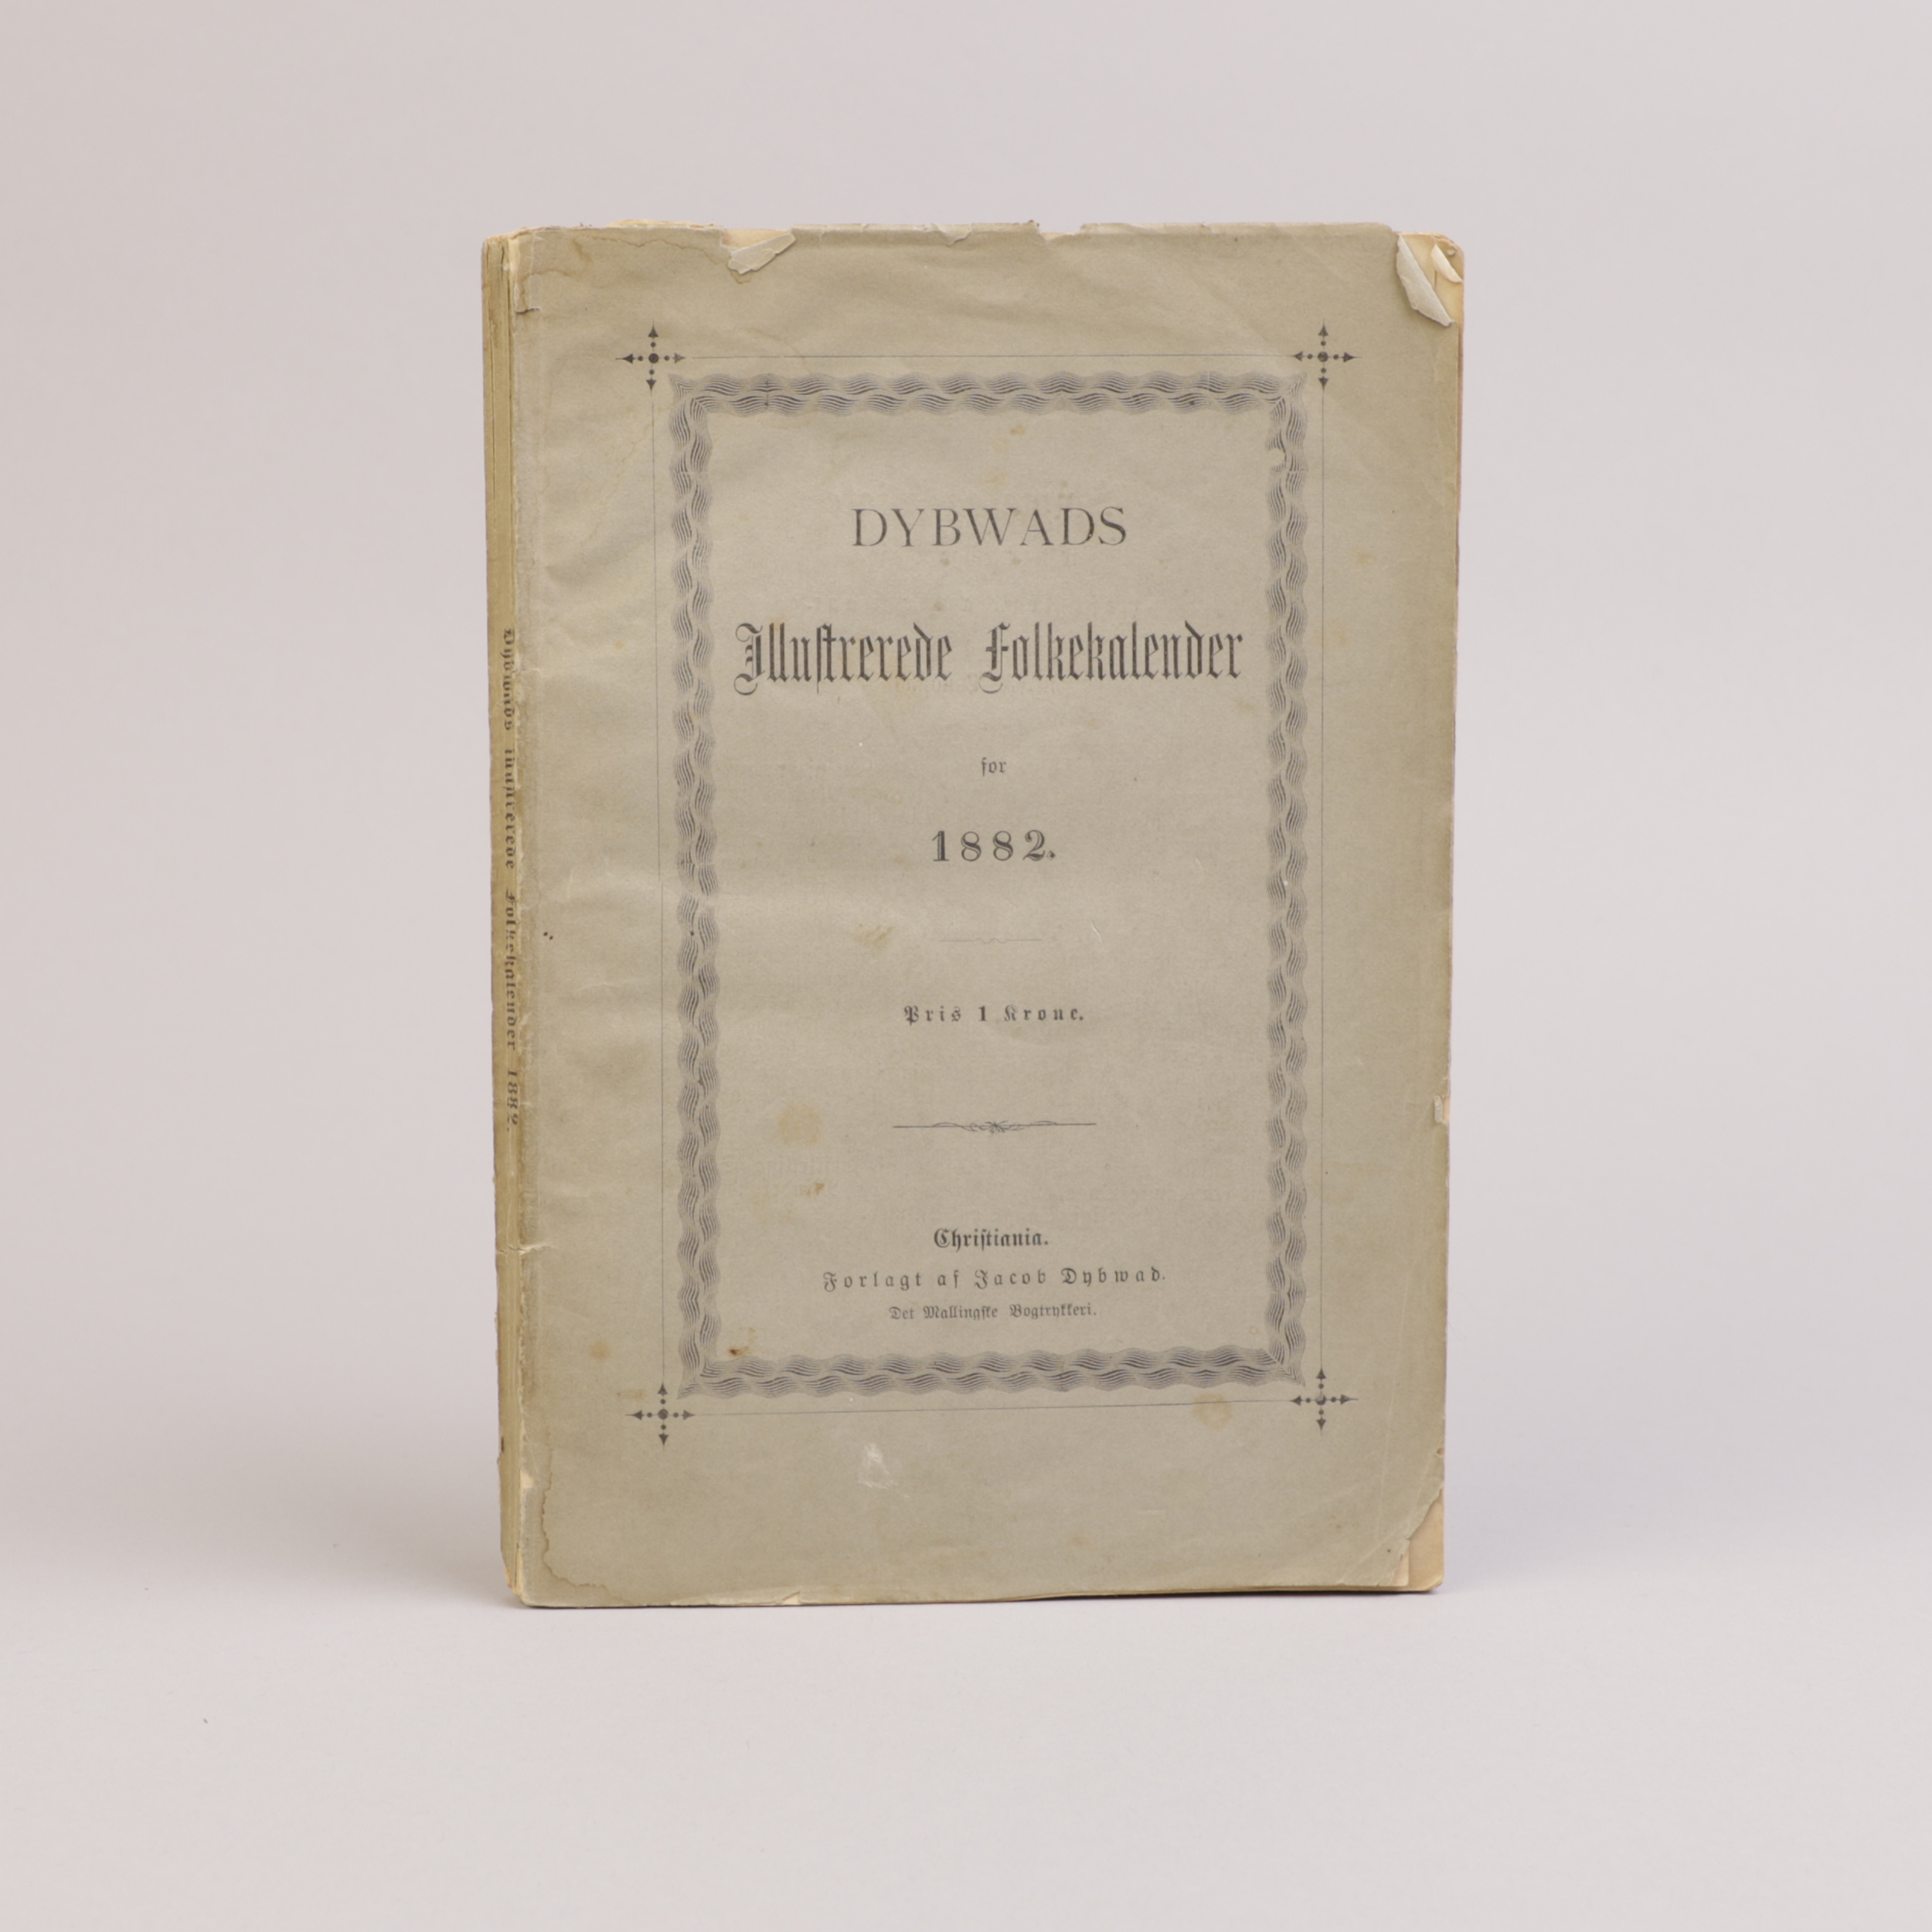 DYBWADS
Illustrerede Folkekalender
for
1882.
Pris 1 Krone.
Christiania.
Forlagt af Jacob Dybwad.
Det Mallingske Bogtrykkeri.
Dybwads illustrerede Folkekalender 1882.